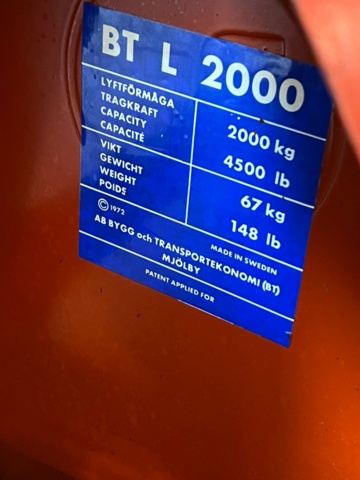 BT L 2000
LYFTFÖRMÅGA
TRAGKRAFT
CAPACITY
CAPACITÉ
2000 kg
4500 lb
VIKT
GEWICHT
WEIGHT
POIDS
67 kg
148 lb
© 1972
MADE IN SWEDEN
AB BYGG och TRANSPORTEKONOMI (BT)
MJÖLBY
PATENT APPLIED FOR